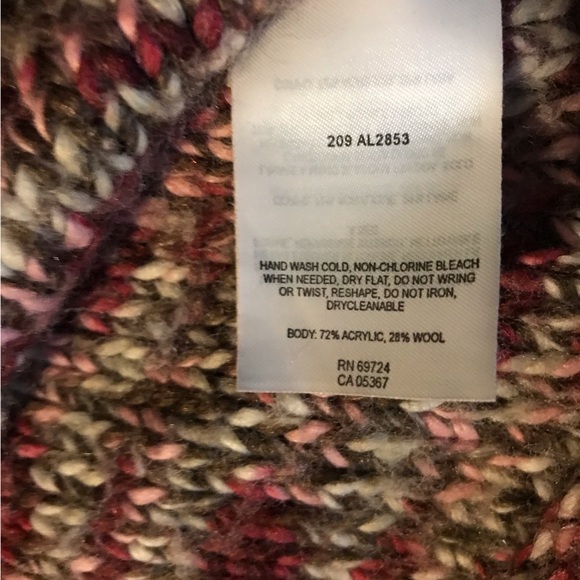 209 AL2853
HAND WASH COLD, NON-CHLORINE BLEACH
WHEN NEEDED, DRY FLAT, DO NOT WRING
OR TWIST, RESHAPE, DO NOT IRON,
DRYCLEANABLE
BODY: 72% ACRYLIC, 28% WOOL
RN 69724
CA 05367